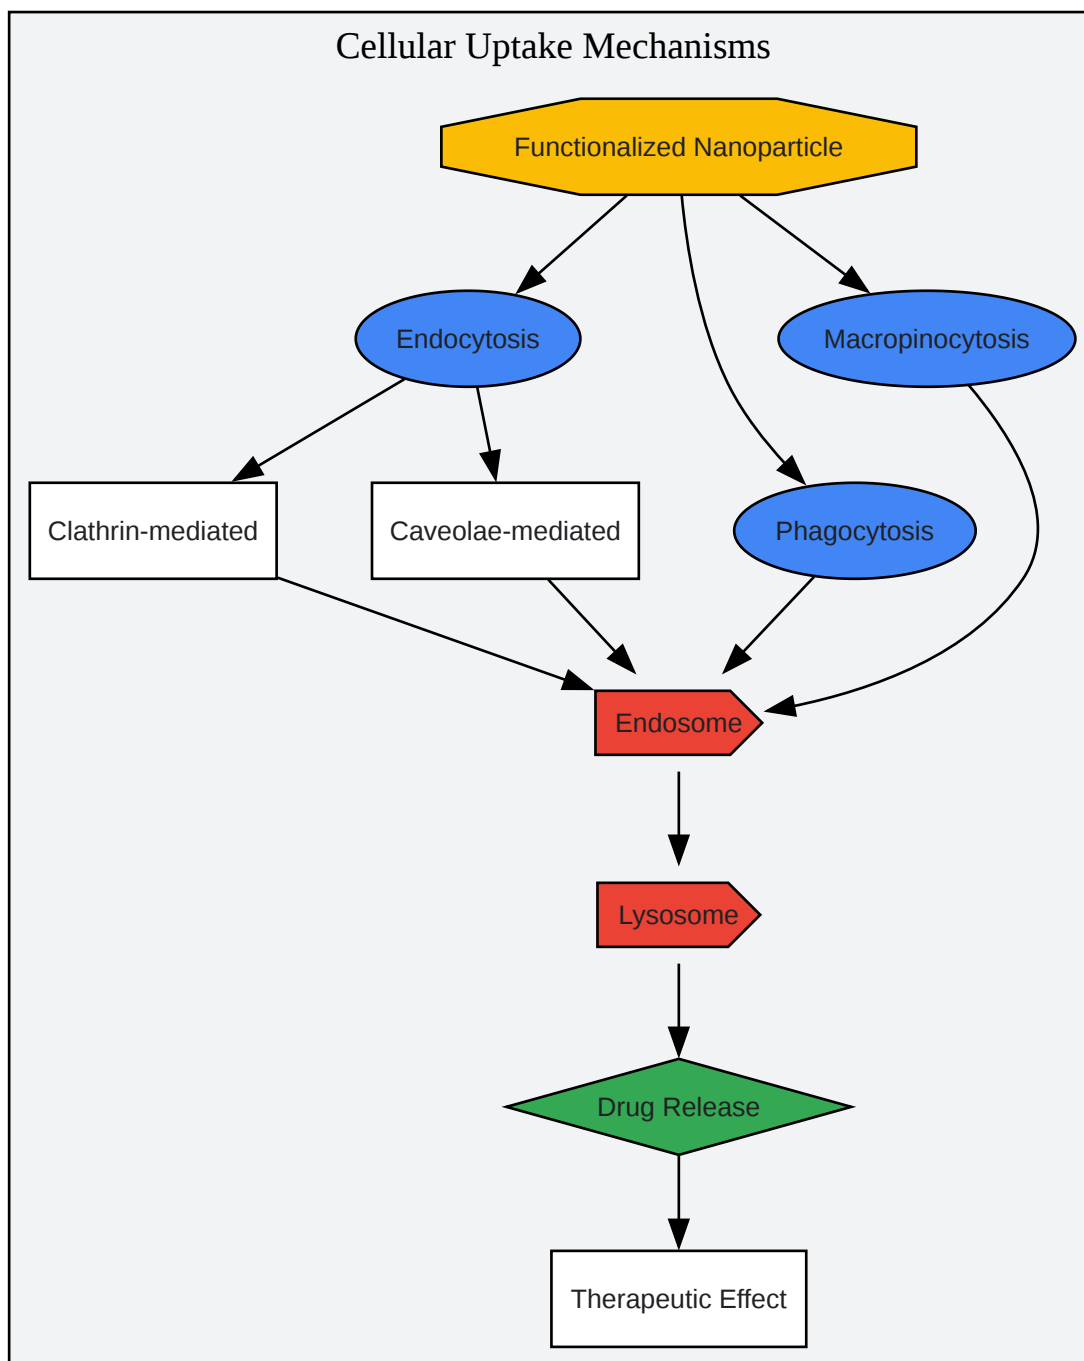 Cellular Uptake Mechanisms
Functionalized Nanoparticle
Endocytosis
Macropinocytosis
Clathrin-mediated
Caveolae-mediated
Phagocytosis
Endosome
Lysosome
Drug Release
Therapeutic Effect